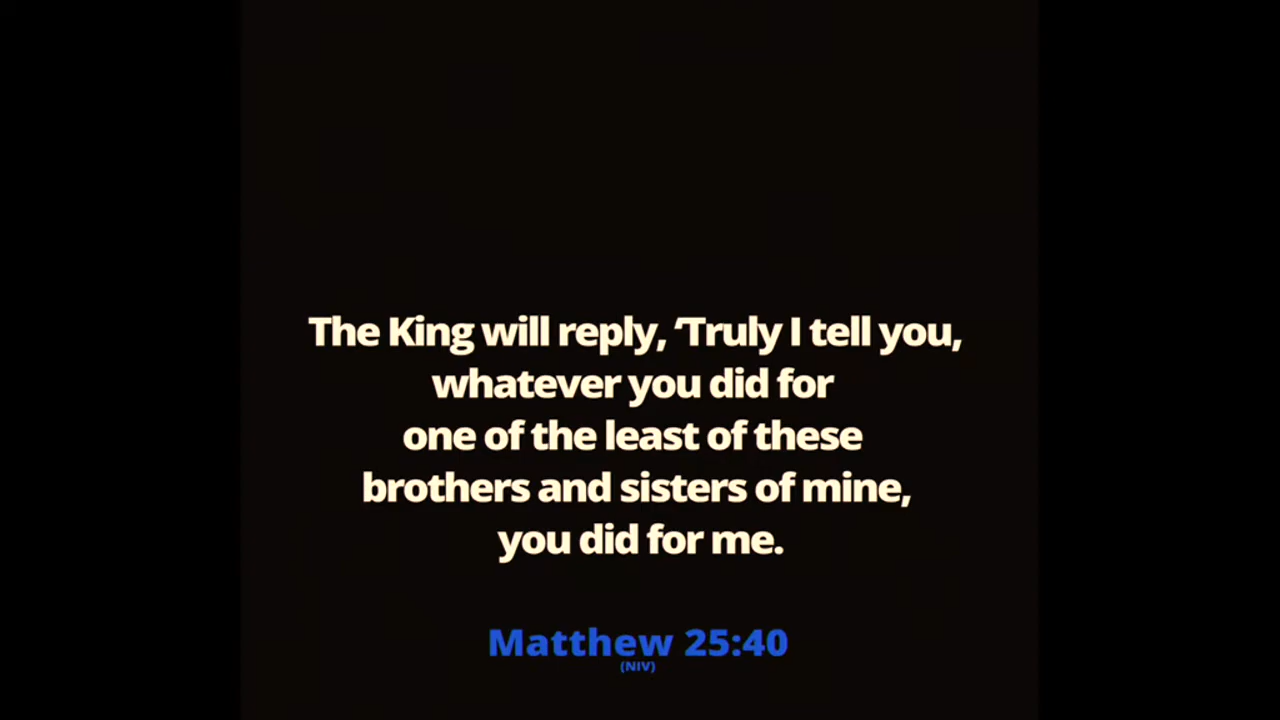 The King will reply, ‘Truly I tell you,
whatever you did for
one of the least of these
brothers and sisters of mine,
you did for me.
Matthew 25:40
(NIV)